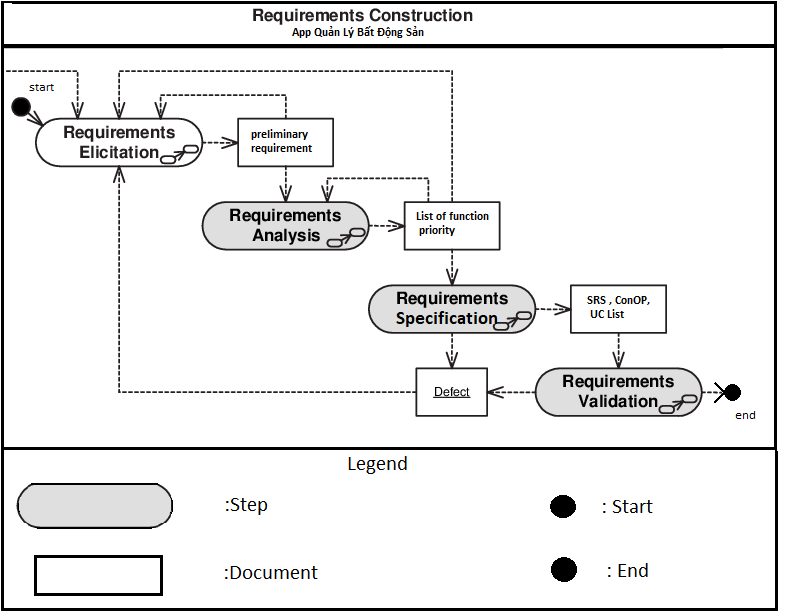 Requirements Construction
App Quản Lý Bất Động Sản
start
Requirements
Elicitation
preliminary
requirement
Requirements
Analysis
List of function
priority
Requirements
Specification
SRS , ConOP,
UC List
Defect
Requirements
Validation
end
Legend
:Step
: Start
:Document
: End